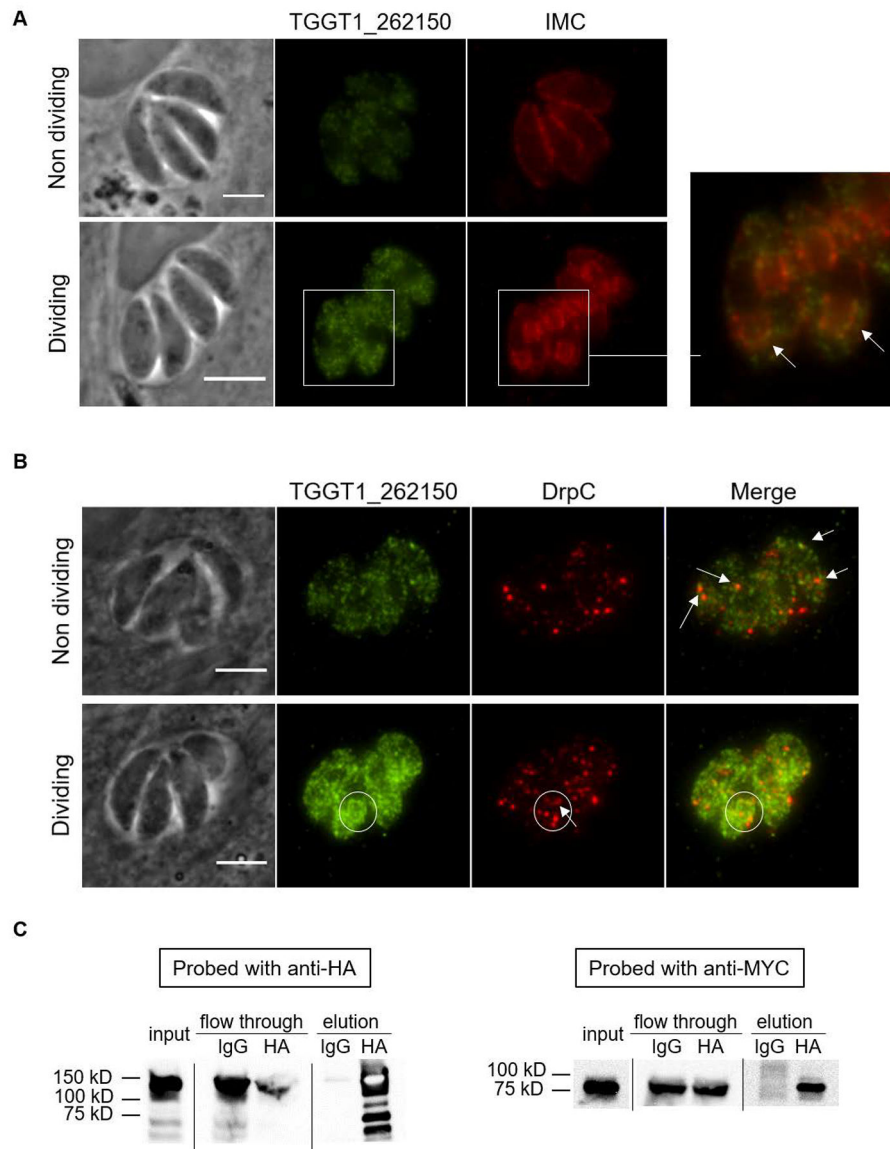 A
TGGT1_262150 IMC
Non dividing
Dividing
B
TGGT1_262150 DrpC Merge
Non dividing
Dividing
C
Probed with anti-HA Probed with anti-MYC
input flow through elution input flow through elution
IgG HA IgG HA IgG HA IgG HA
150 kD
100 kD
75 kD
100 kD
75 kD